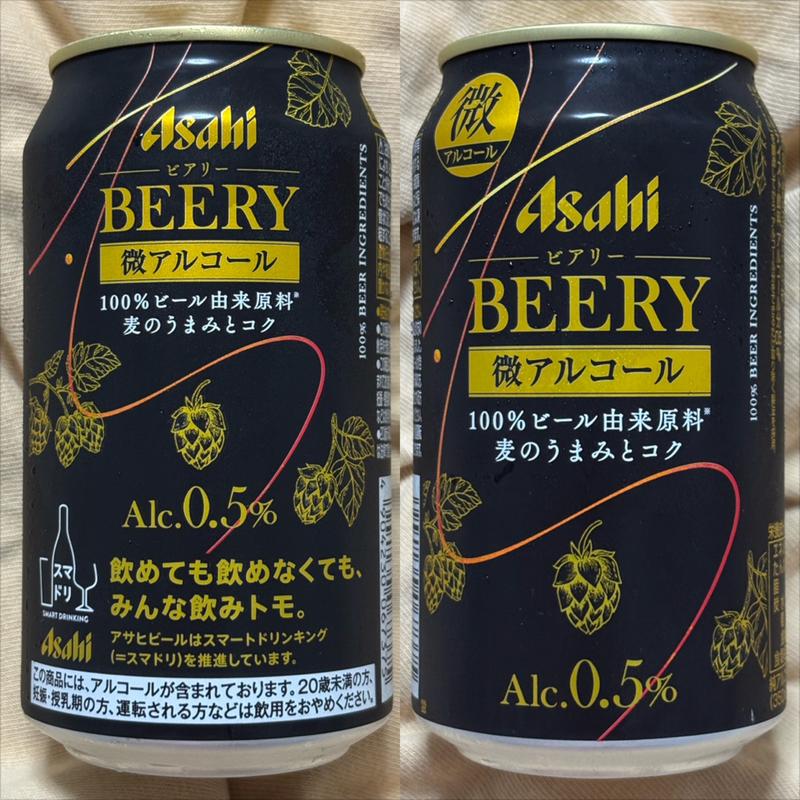 Asahi
ビアリー
BEERY
微アルコール
100%ビール由来原料※
麦のうまみとコク
100% BEER INGREDIENTS
Alc.0.5%
スマ
ドリ
SMART DRINKING
飲めても飲めなくても、
みんな飲みトモ。
Asahi
アサヒビールはスマートドリンキング
(=スマドリ)を推進しています。
この商品には、アルコールが含まれております。20歳未満の方、
妊娠・授乳期の方、運転される方などは飲用をおやめください。
微
アルコール
Asahi
ビアリー
BEERY
微アルコール
100%ビール由来原料※
麦のうまみとコク
100% BEER INGREDIENTS
Alc.0.5%